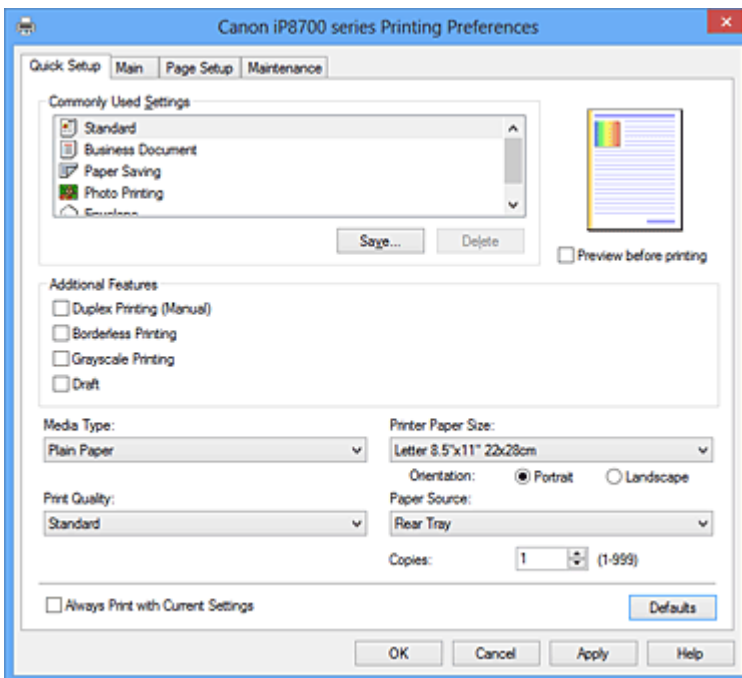 Canon iP8700 series Printing Preferences
Quick Setup Main Page Setup Maintenance
Commonly Used Settings
Standard
Business Document
Paper Saving
Photo Printing
Envelope
Save... Delete
Preview before printing
Additional Features
Duplex Printing (Manual)
Borderless Printing
Grayscale Printing
Draft
Media Type:
Plain Paper
Printer Paper Size:
Letter 8.5"x11" 22x28cm
Orientation: Portrait Landscape
Print Quality:
Standard
Paper Source:
Rear Tray
Copies: 1 (1-999)
Always Print with Current Settings
Defaults
OK Cancel Apply Help